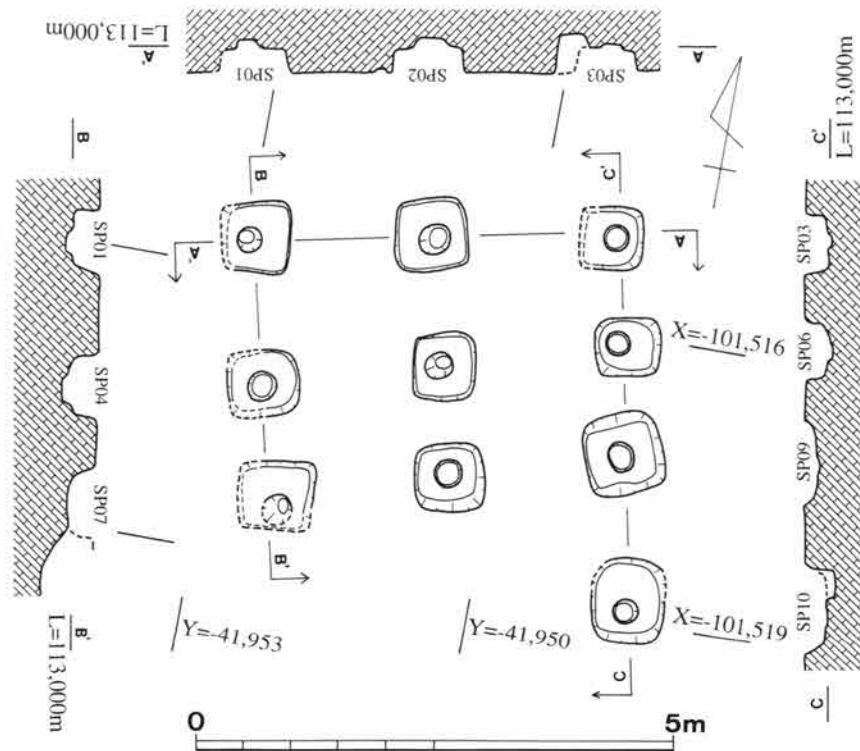 L=113,000m
A'
A
SP01
SP02
SP03
B
C'
L=113,000m
B
C'
SP01
A'
A
SP03
X=-101,516
SP06
SP04
SP09
SP07
B'
SP10
Y=-41,953
Y=-41,950
X=-101,519
B'
L=113,000m
C
C
0
5m